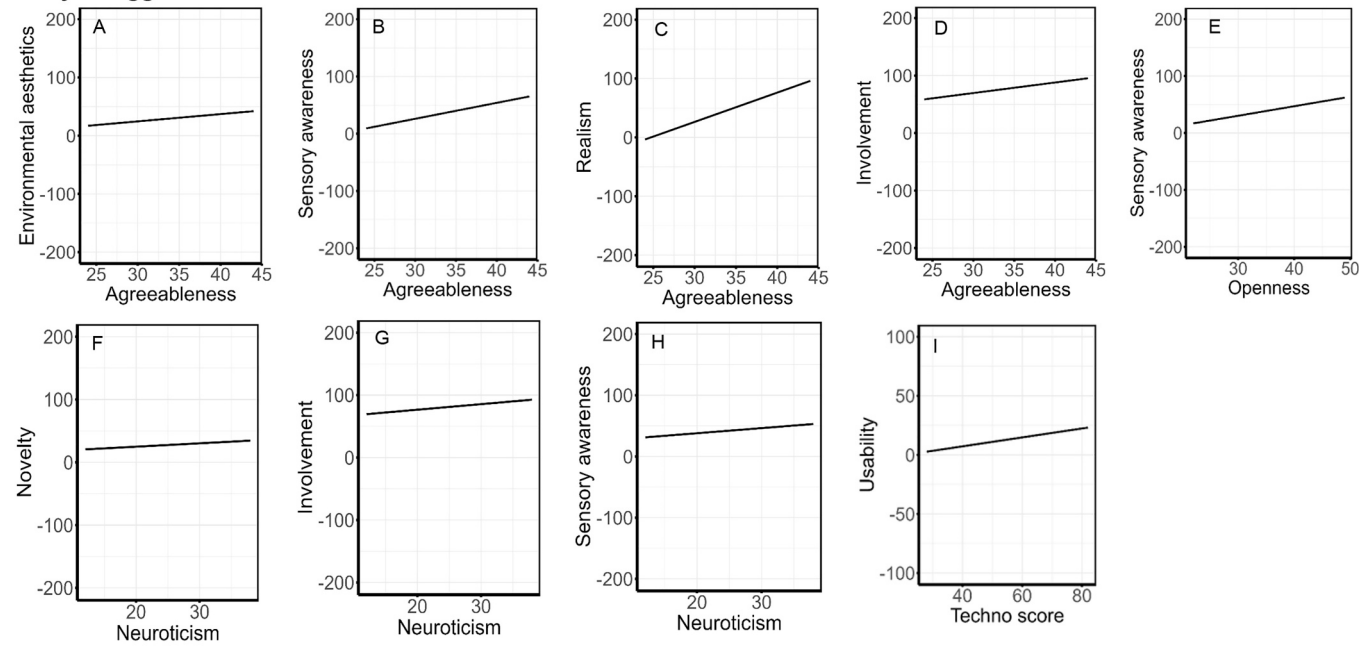 A
200
100
0
-100
-200
Environmental aesthetics
25 30 35 40 45
Agreeableness
B
200
100
0
-100
-200
Sensory awareness
25 30 35 40 45
Agreeableness
C
200
100
0
-100
-200
Realism
25 30 35 40 45
Agreeableness
D
200
100
0
-100
-200
Involvement
25 30 35 40 45
Agreeableness
E
200
100
0
-100
-200
Sensory awareness
30 40 50
Openness
F
200
100
0
-100
-200
Novelty
20 30
Neuroticism
G
200
100
0
-100
-200
Involvement
20 30
Neuroticism
H
200
100
0
-100
-200
Sensory awareness
20 30
Neuroticism
I
100
50
0
-50
-100
Usability
40 60 80
Techno score